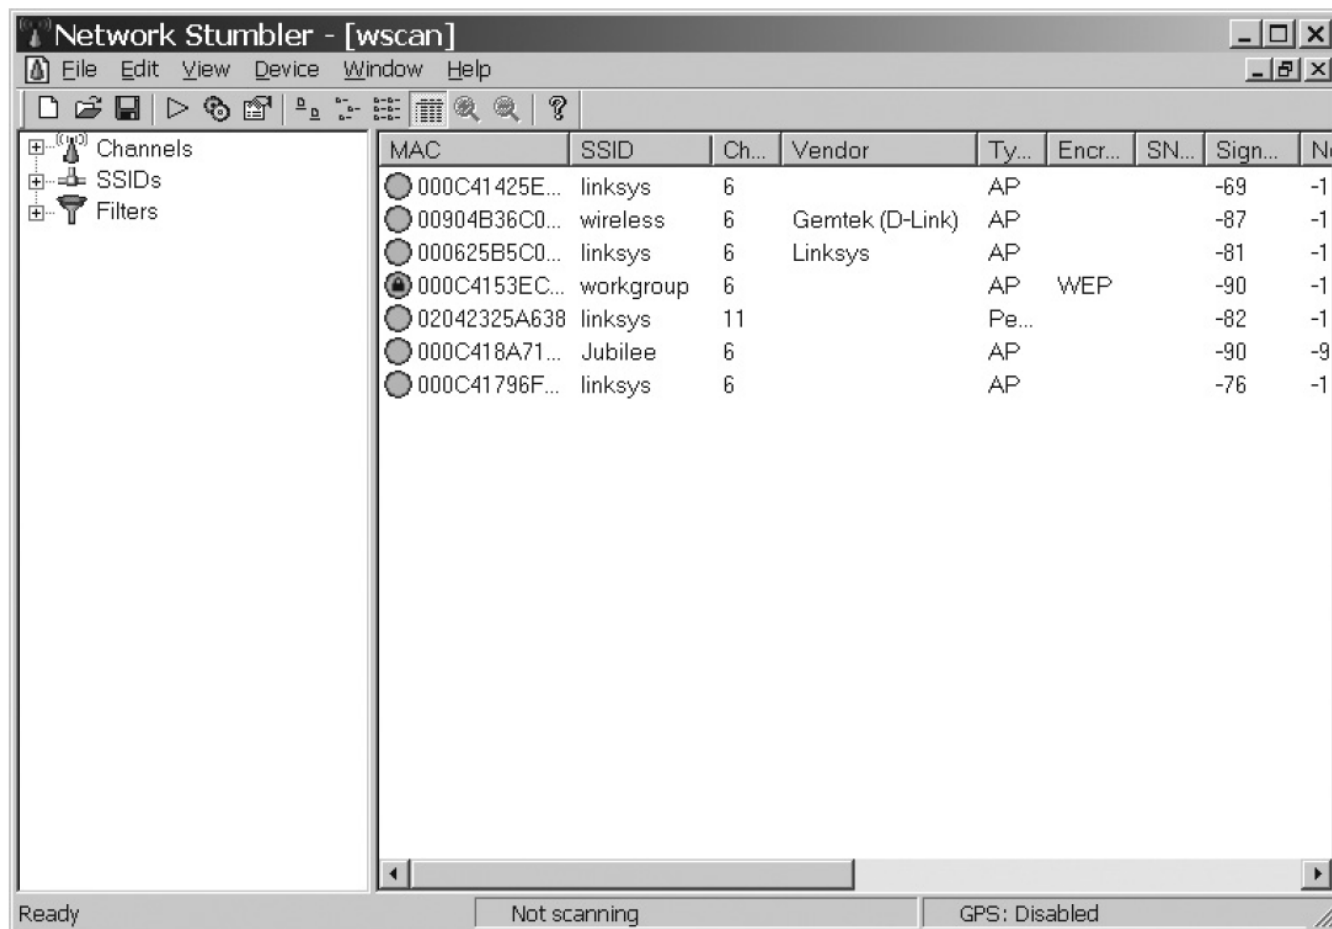 Network Stumbler - [wscan]
File Edit View Device Window Help
Channels
SSIDs
Filters
MAC SSID Ch... Vendor Ty... Encr... SN... Sign... N
000C41425E... linksys 6 AP -69 -1
00904B36C0... wireless 6 Gemtek (D-Link) AP -87 -1
000625B5C0... linksys 6 Linksys AP -81 -1
000C4153EC... workgroup 6 AP WEP -90 -1
02042325A638 linksys 11 Pe... -82 -1
000C418A71... Jubilee 6 AP -90 -9
000C41796F... linksys 6 AP -76 -1
Ready Not scanning GPS: Disabled